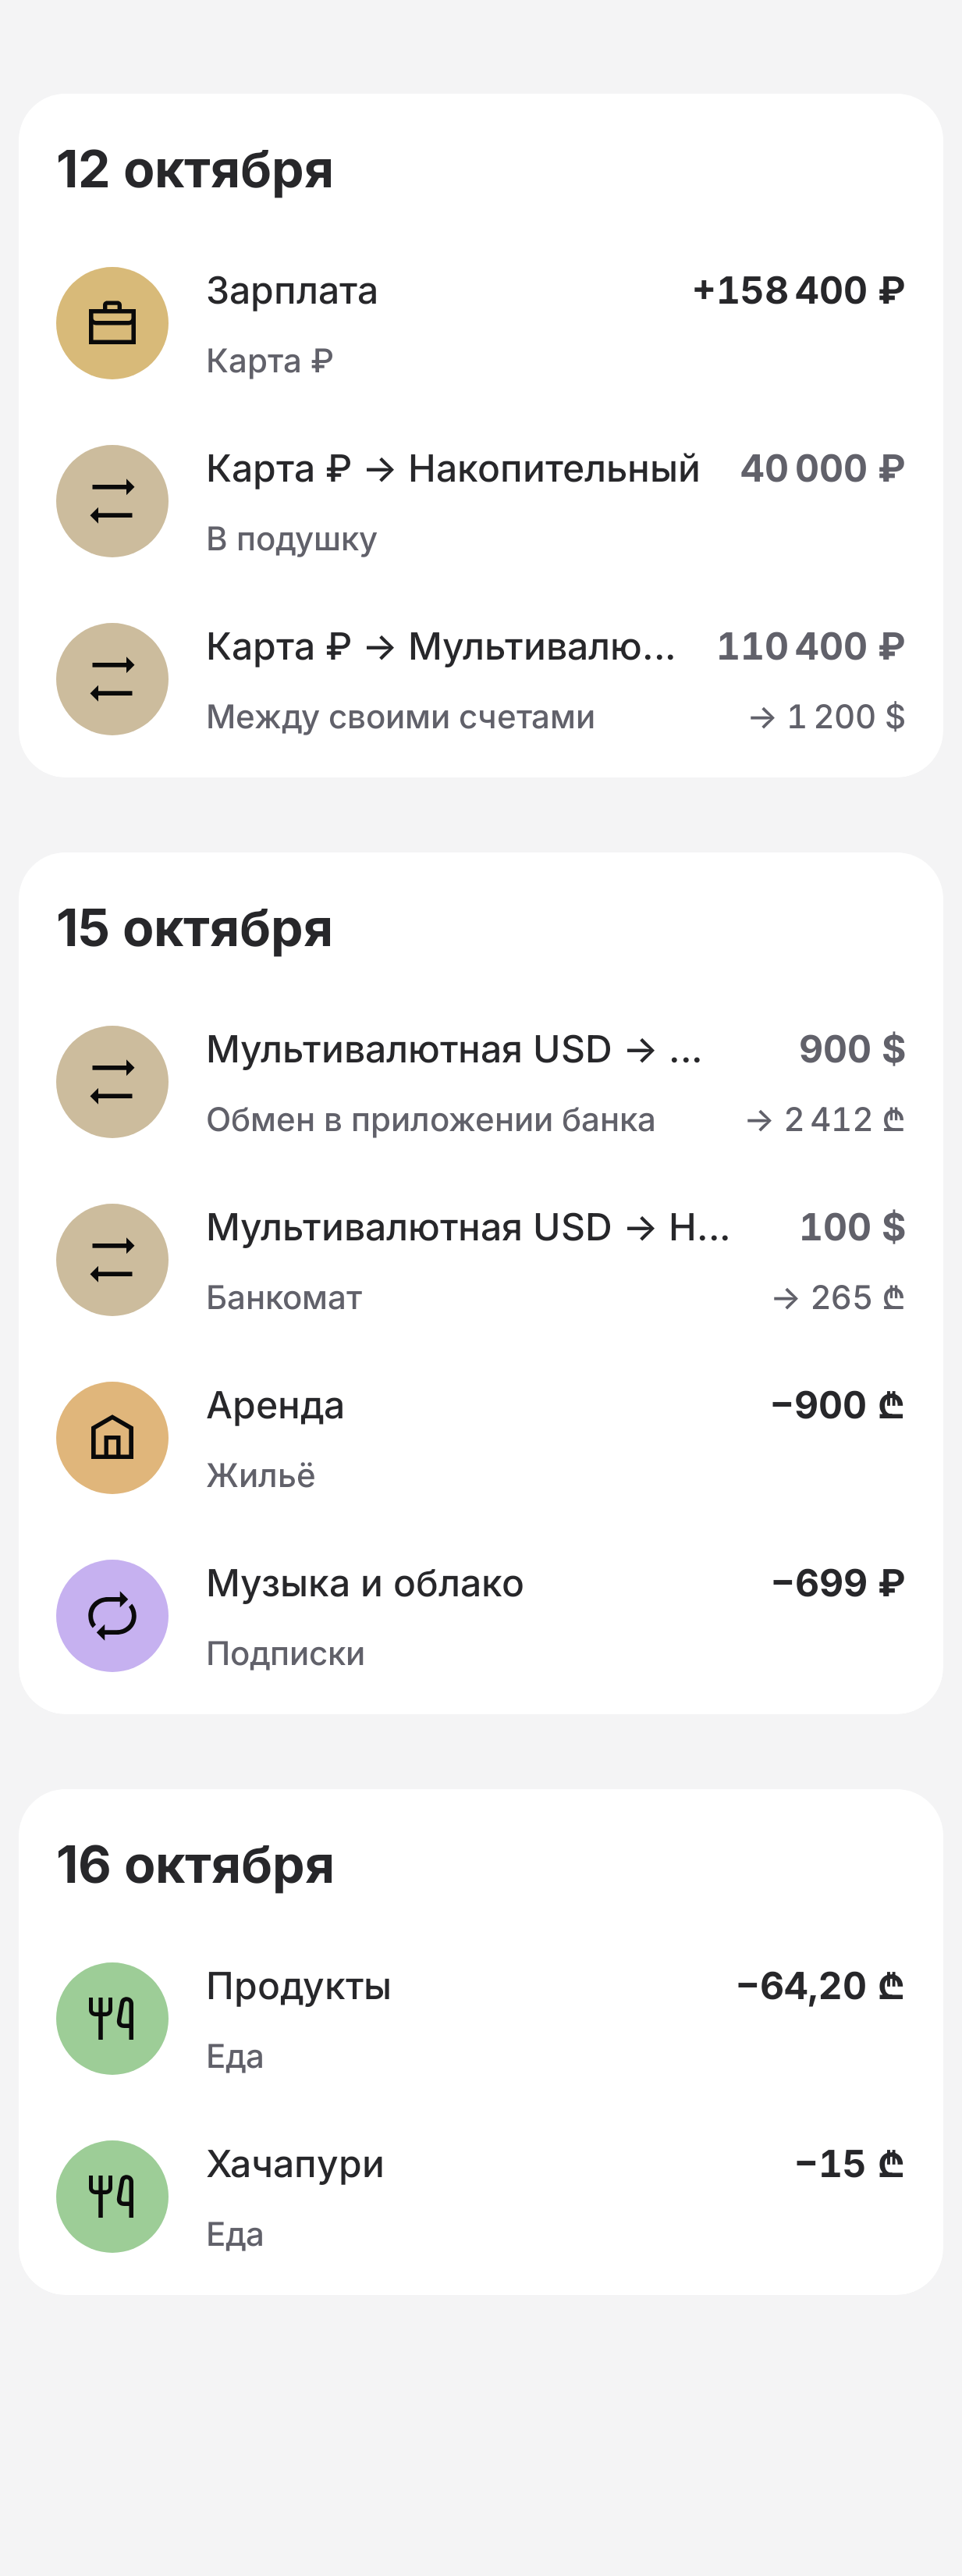 12 октября
Зарплата +158 400 ₽
Карта ₽
Карта ₽ → Накопительный 40 000 ₽
В подушку
Карта ₽ → Мультивалю... 110 400 ₽
Между своими счетами → 1 200 $
15 октября
Мультивалютная USD → ... 900 $
Обмен в приложении банка → 2 412 ₾
Мультивалютная USD → Н... 100 $
Банкомат → 265 ₾
Аренда −900 ₾
Жильё
Музыка и облако −699 ₽
Подписки
16 октября
Продукты −64,20 ₾
Еда
Хачапури −15 ₾
Еда